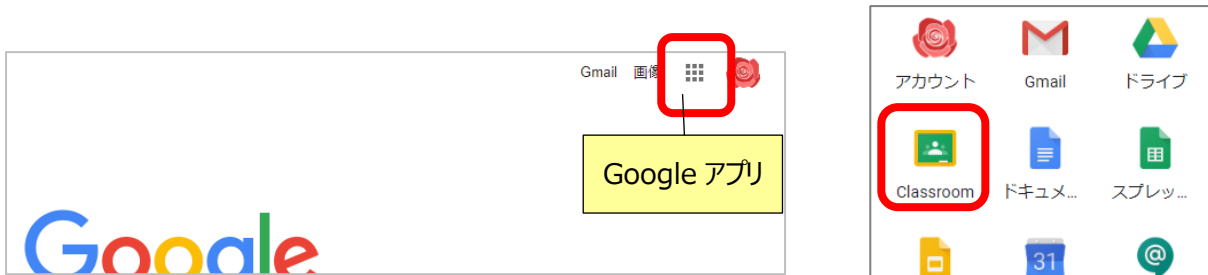 Gmail 画像
Google アプリ
Google
アカウント
Gmail
ドライブ
Classroom
ドキュメ...
スプレッ...
31
@